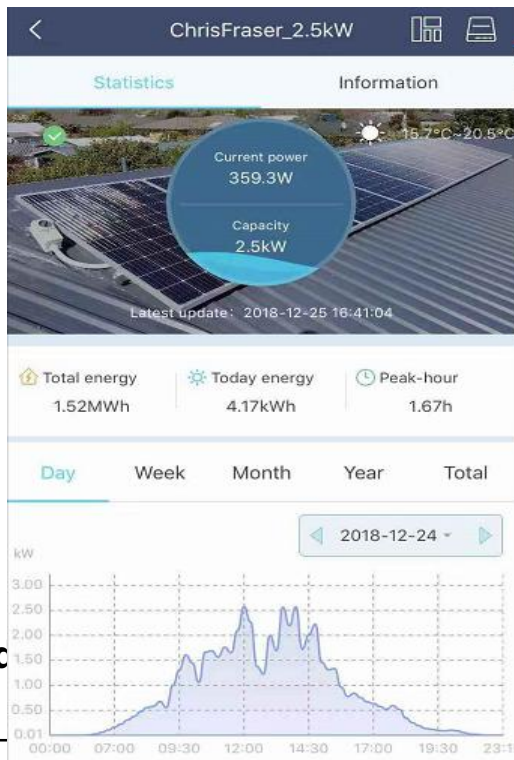 ChrisFraser_2.5kW
Statistics Information
15.7°C~20.5°C
Current power
359.3W
Capacity
2.5kW
Latest update: 2018-12-25 16:41:04
Total energy Today energy Peak-hour
1.52MWh 4.17kWh 1.67h
Day Week Month Year Total
2018-12-24
kW
3.00
2.50
2.00
1.50
1.00
0.50
0.01
00:00 07:00 09:30 12:00 14:30 17:00 19:30 23:1